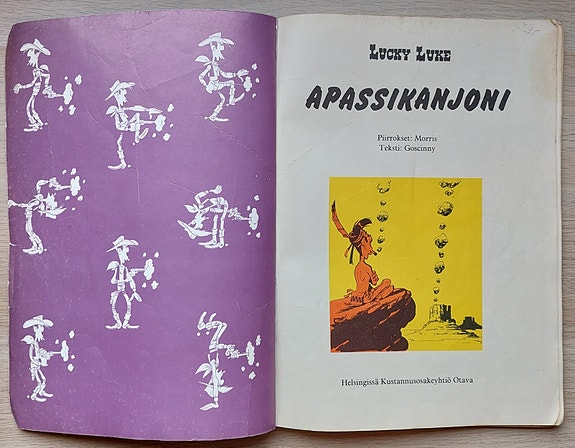 LUCKY LUKE
APASSIKANJONI
Piirrokset: Morris
Teksti: Goscinny
Helsingissä Kustannusosakeyhtiö Otava